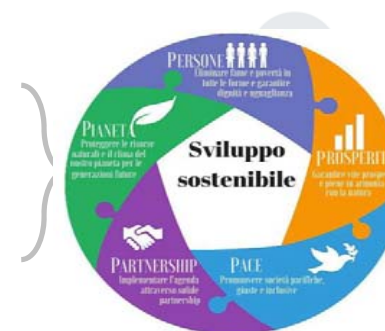 PERSONE
Eliminare fame e povertà in
tutte le forme e garantire
dignità e uguaglianza
PIANETA
Proteggere le risorse
naturali e il clima del
nostro pianeta per le
generazioni future
Sviluppo
sostenibile
PROSPERIT
Garantire vite prospe
e piene in armonia
con la natura
PARTNERSHIP
Implementare l'agenda
attraverso solide
partnership
PACE
Promuovere società pacifiche,
giuste e inclusive